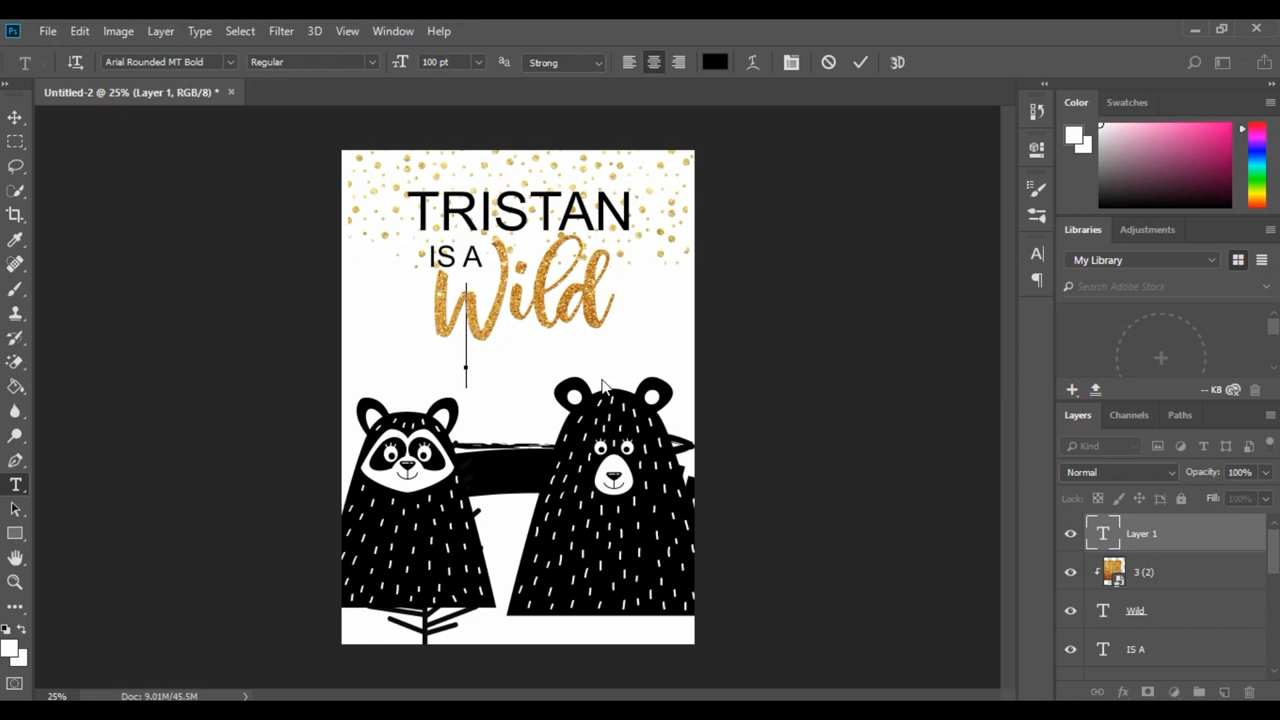 Ps File Edit Image Layer Type Select Filter 3D View Window Help
T Arial Rounded MT Bold Regular 100 pt aa Strong 3D
Untitled-2 @ 25% (Layer 1, RGB/8) * ×
TRISTAN
IS A
Wild
Color Swatches
Libraries Adjustments
My Library
Search Adobe Stock
-- KB
Layers Channels Paths
Kind
Normal Opacity: 100%
Lock: Fill: 100%
T Layer 1
3 (2)
T Wild
T IS A
25% Doc: 9.01M/45.5M